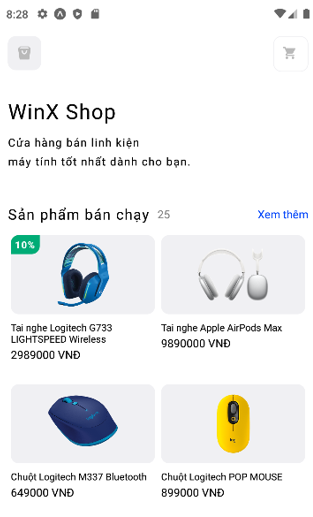 8:28
WinX Shop
Cửa hàng bán linh kiện
máy tính tốt nhất dành cho bạn.
Sản phẩm bán chạy 25 Xem thêm
10%
Tai nghe Logitech G733
LIGHTSPEED Wireless
2989000 VNĐ
Tai nghe Apple AirPods Max
9890000 VNĐ
Chuột Logitech M337 Bluetooth
649000 VNĐ
Chuột Logitech POP MOUSE
899000 VNĐ